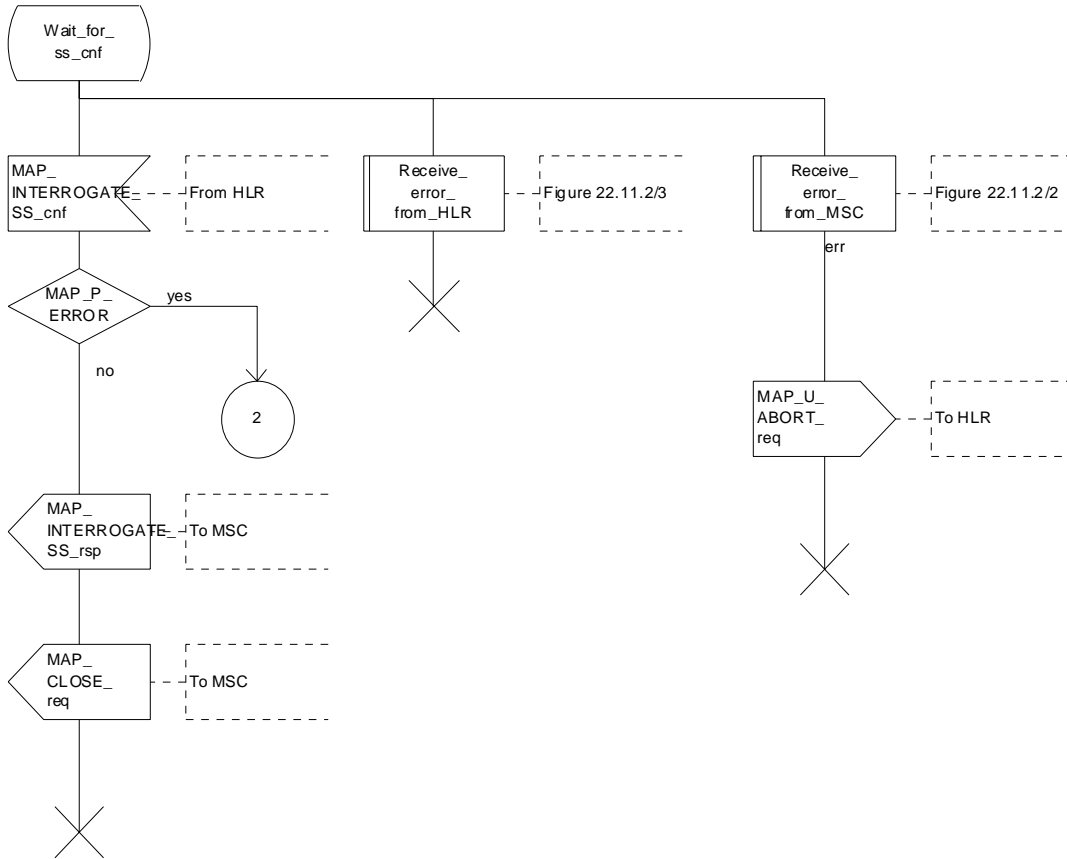 Wait_for_
ss_cnf
MAP_
INTERROGATE_
SS_cnf
From HLR
Receive_
error_
from_HLR
Figure 22.11.2/3
Receive_
error_
from_MSC
Figure 22.11.2/2
err
MAP_P_
ERROR
yes
no
2
MAP_U_
ABORT_
req
To HLR
MAP_
INTERROGATE_
SS_rsp
To MSC
MAP_
CLOSE_
req
To MSC